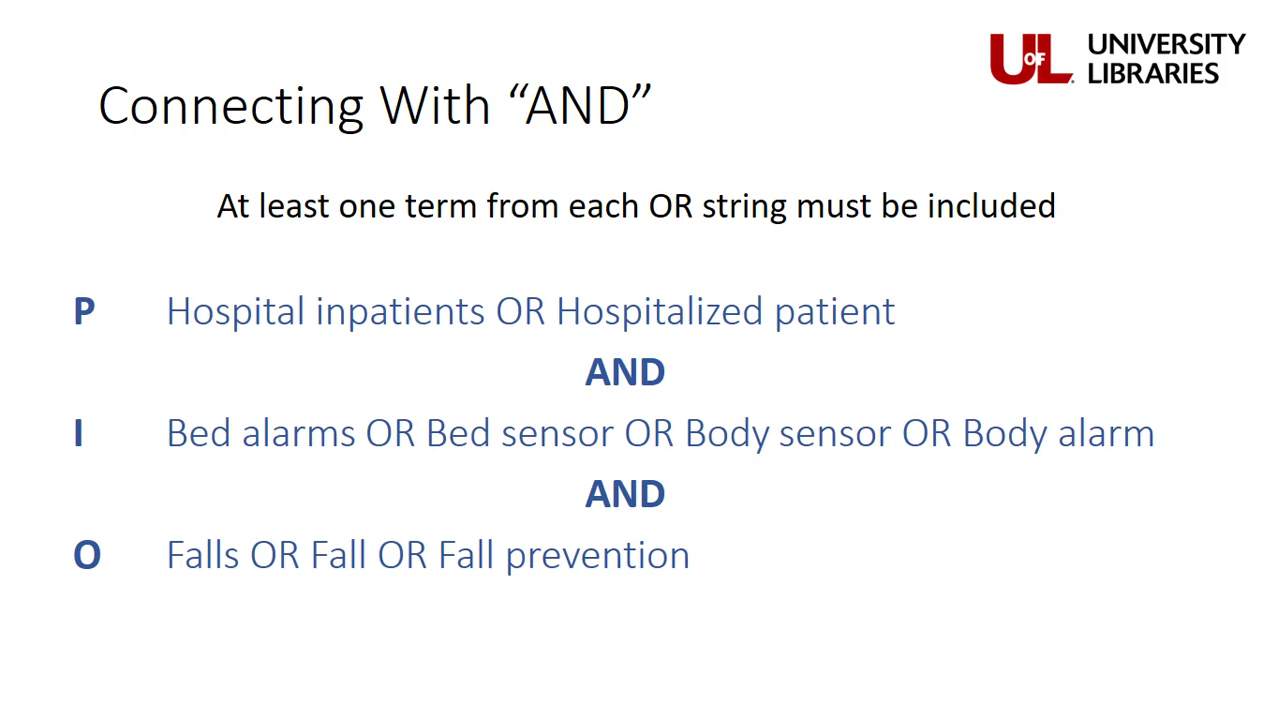 UOFL. UNIVERSITY
LIBRARIES
Connecting With “AND”
At least one term from each OR string must be included
P Hospital inpatients OR Hospitalized patient
AND
I Bed alarms OR Bed sensor OR Body sensor OR Body alarm
AND
O Falls OR Fall OR Fall prevention